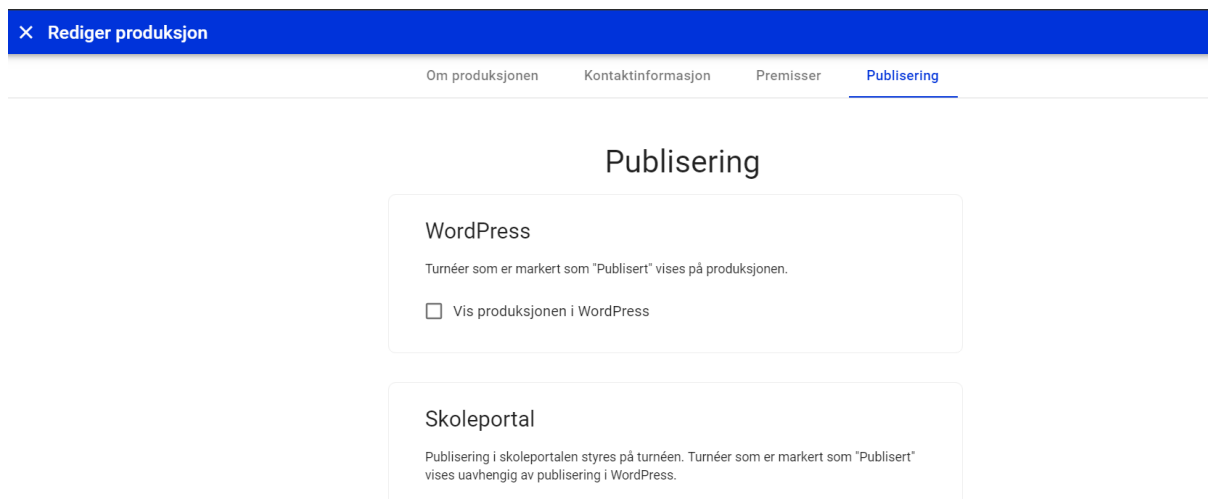 Rediger produksjon
Om produksjonen Kontaktinformasjon Premisser Publisering
Publisering
WordPress
Turnéer som er markert som "Publisert" vises på produksjonen.
Vis produksjonen i WordPress
Skoleportal
Publisering i skoleportalen styres på turnéen. Turnéer som er markert som "Publisert"
vises uavhengig av publisering i WordPress.